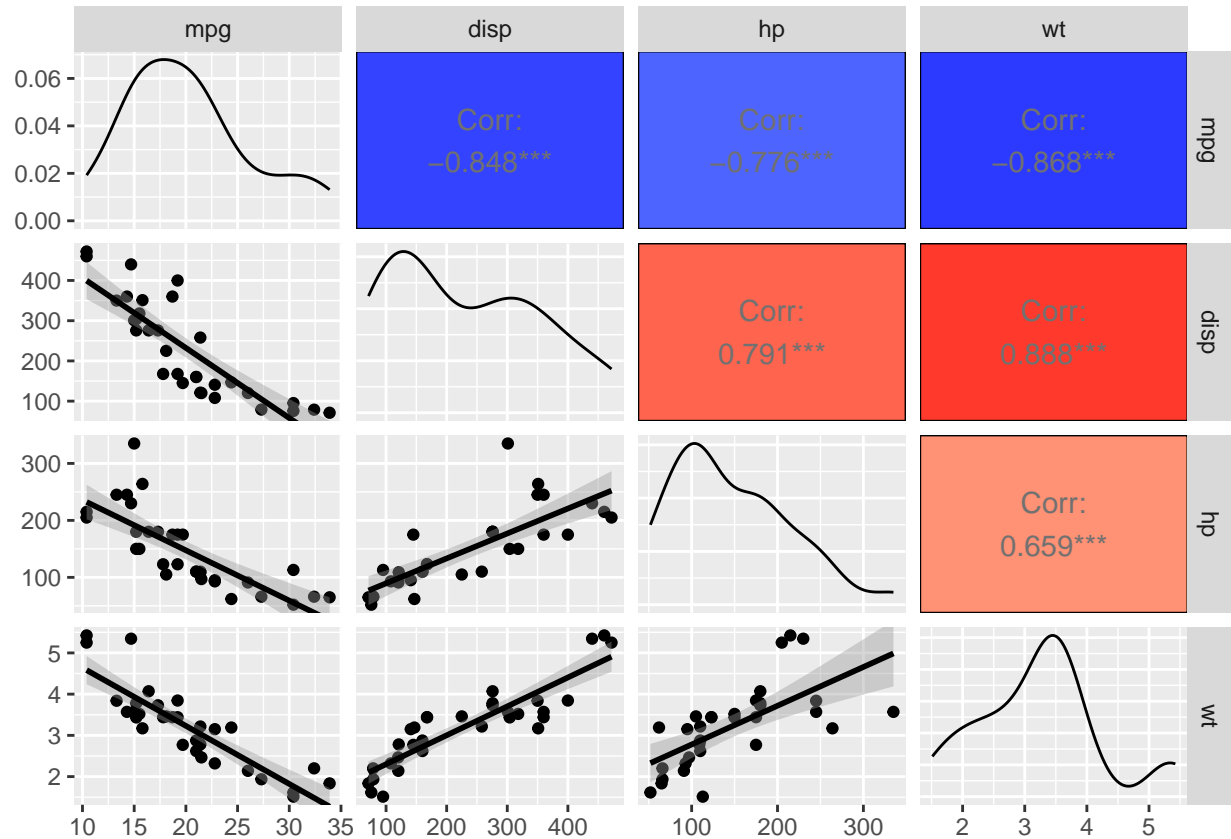 mpg disp hp wt
0.06
0.04
0.02
0.00
Corr:
−0.848***
Corr:
−0.776***
Corr:
−0.868***
mpg
400
300
200
100
Corr:
0.791***
Corr:
0.888***
disp
300
200
100
Corr:
0.659***
hp
5
4
3
2
wt
10 15 20 25 30 35 100 200 300 400 100 200 300 2 3 4 5